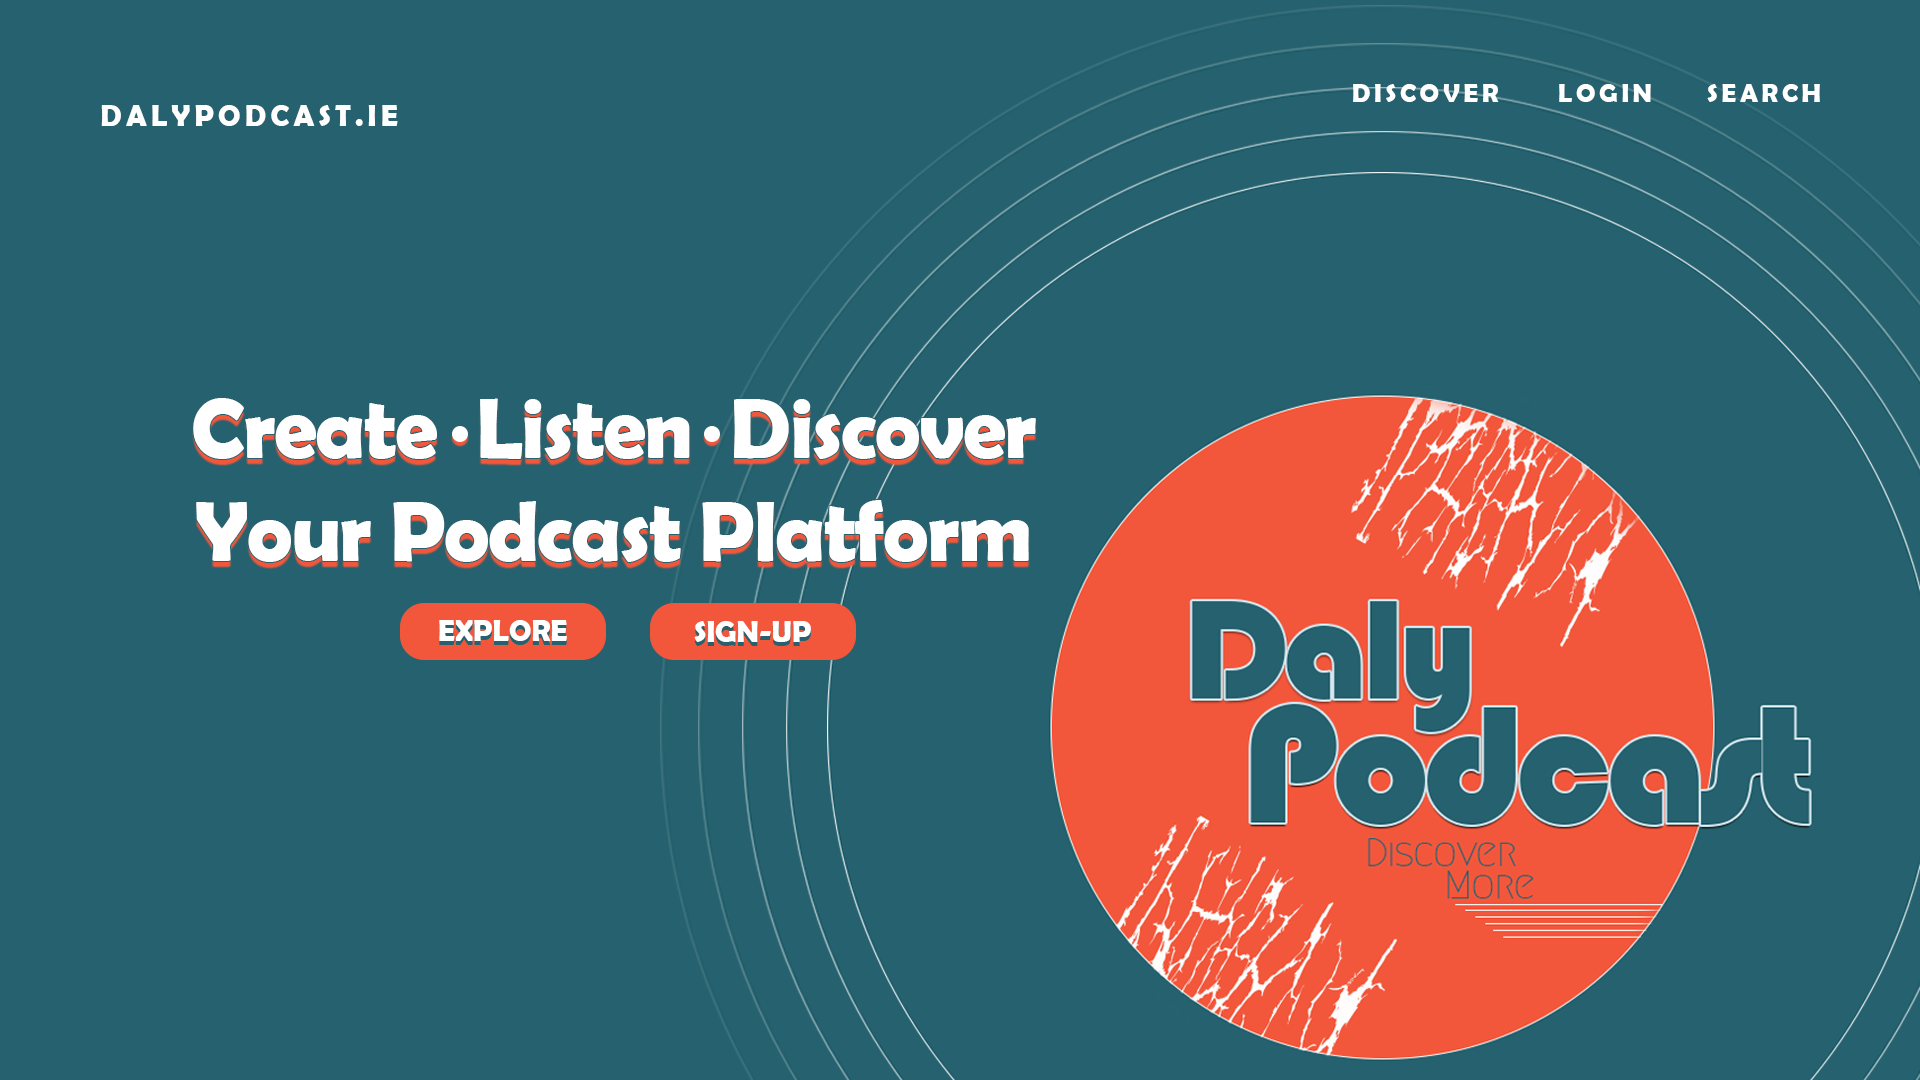 DALYPODCAST.IE
DISCOVER LOGIN SEARCH
Create · Listen · Discover
Your Podcast Platform
EXPLORE SIGN-UP
Daly
Podcast
Discover
More